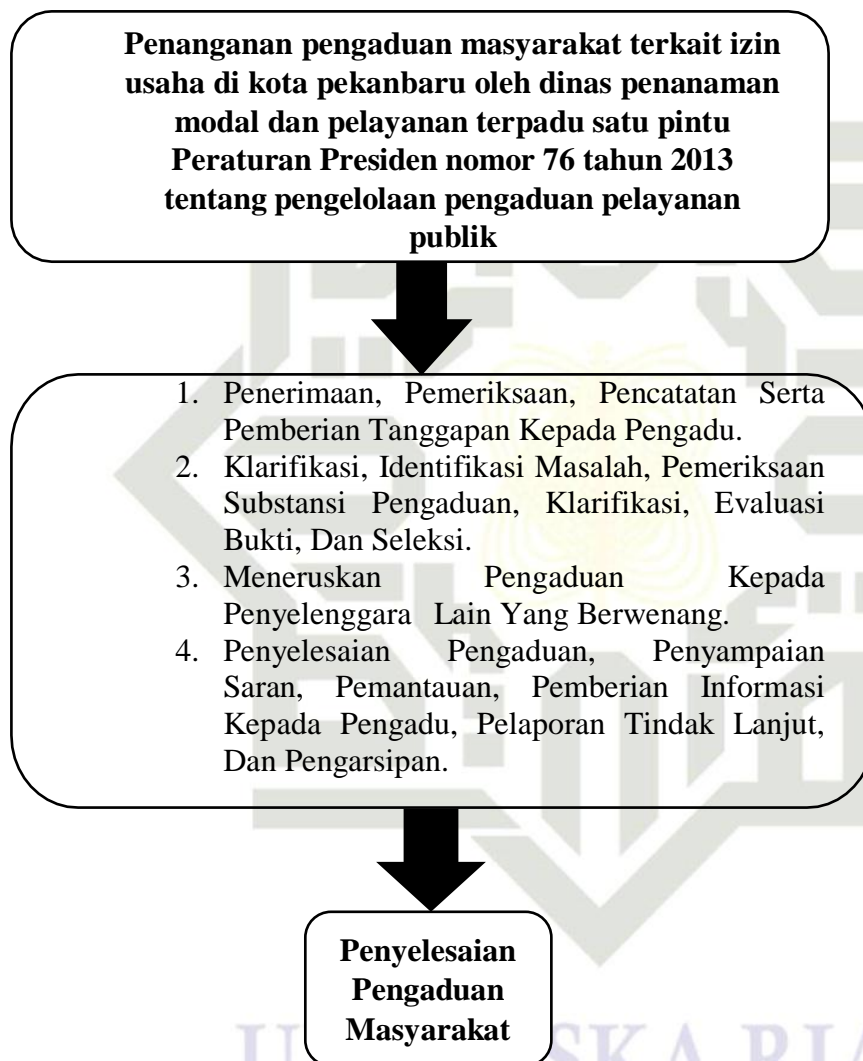 Penanganan pengaduan masyarakat terkait izin
usaha di kota pekanbaru oleh dinas penanaman
modal dan pelayanan terpadu satu pintu
Peraturan Presiden nomor 76 tahun 2013
tentang pengelolaan pengaduan pelayanan
publik
1. Penerimaan, Pemeriksaan, Pencatatan Serta
Pemberian Tanggapan Kepada Pengadu.
2. Klarifikasi, Identifikasi Masalah, Pemeriksaan
Substansi Pengaduan, Klarifikasi, Evaluasi
Bukti, Dan Seleksi.
3. Meneruskan Pengaduan Kepada
Penyelenggara Lain Yang Berwenang.
4. Penyelesaian Pengaduan, Penyampaian
Saran, Pemantauan, Pemberian Informasi
Kepada Pengadu, Pelaporan Tindak Lanjut,
Dan Pengarsipan.
Penyelesaian
Pengaduan
Masyarakat